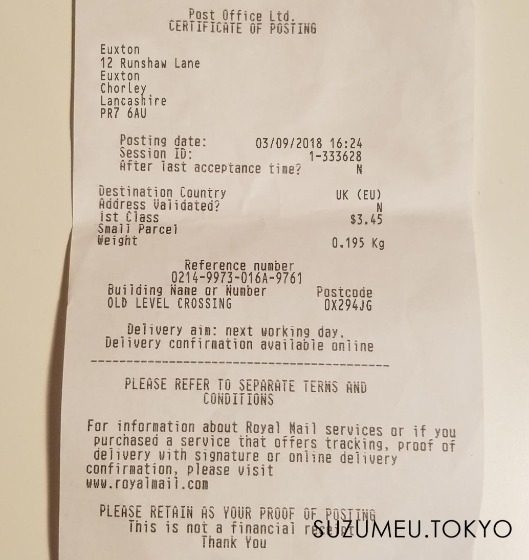 Post Office Ltd.
CERTIFICATE OF POSTING
Euxton
12 Runshaw Lane
Euxton
Chorley
Lancashire
PR7 6AU
Posting date: 03/09/2018 16:24
Session ID: 1-333628
After last acceptance time? N
Destination Country UK (EU)
Address Validated? N
1st Class $3.45
Small Parcel
Weight 0.195 Kg
Reference number
0214-9973-016A-9761
Building Name or Number Postcode
OLD LEVEL CROSSING OX294JG
Delivery aim: next working day.
Delivery confirmation available online
PLEASE REFER TO SEPARATE TERMS AND
CONDITIONS
For information about Royal Mail services or if you
purchased a service that offers tracking, proof of
delivery with signature or online delivery
confirmation, please visit
www.royalmail.com
PLEASE RETAIN AS YOUR PROOF OF POSTING
This is not a financial receipt
Thank You
SUZUMEU.TOKYO